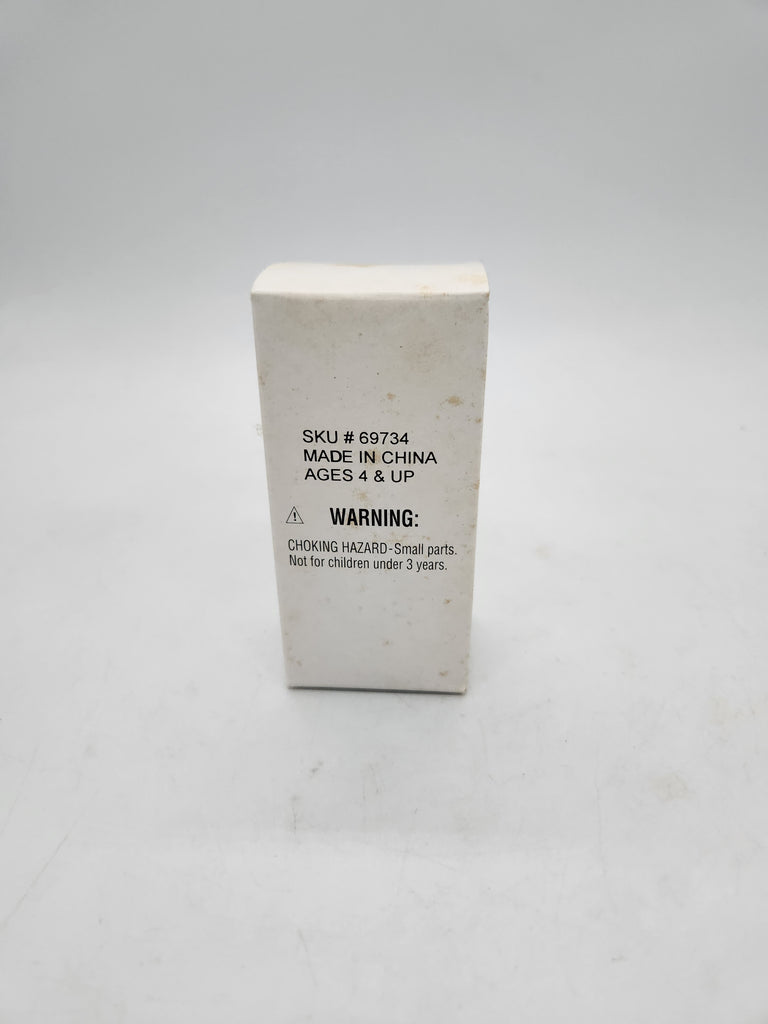 SKU # 69734
MADE IN CHINA
AGES 4 & UP
WARNING:
CHOKING HAZARD-Small parts.
Not for children under 3 years.